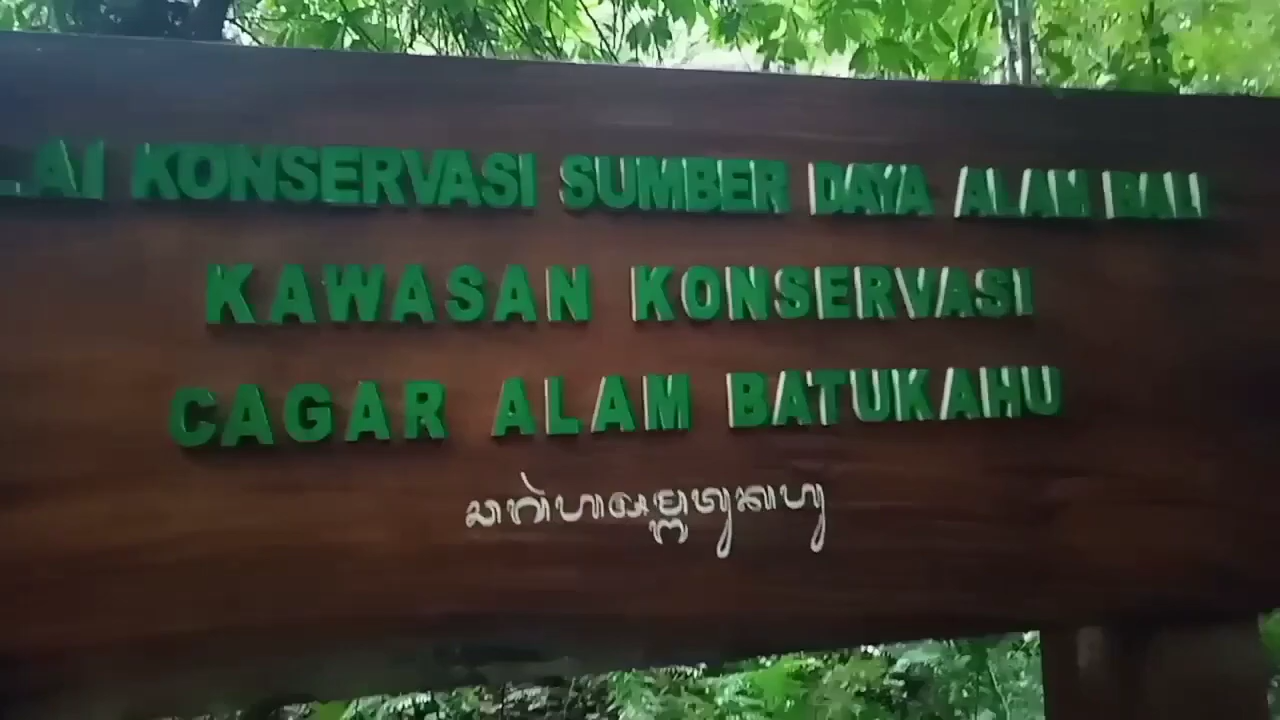 LAI KONSERVASI SUMBER DAYA ALAM BALI
KAWASAN KONSERVASI
CAGAR ALAM BATUKAHU